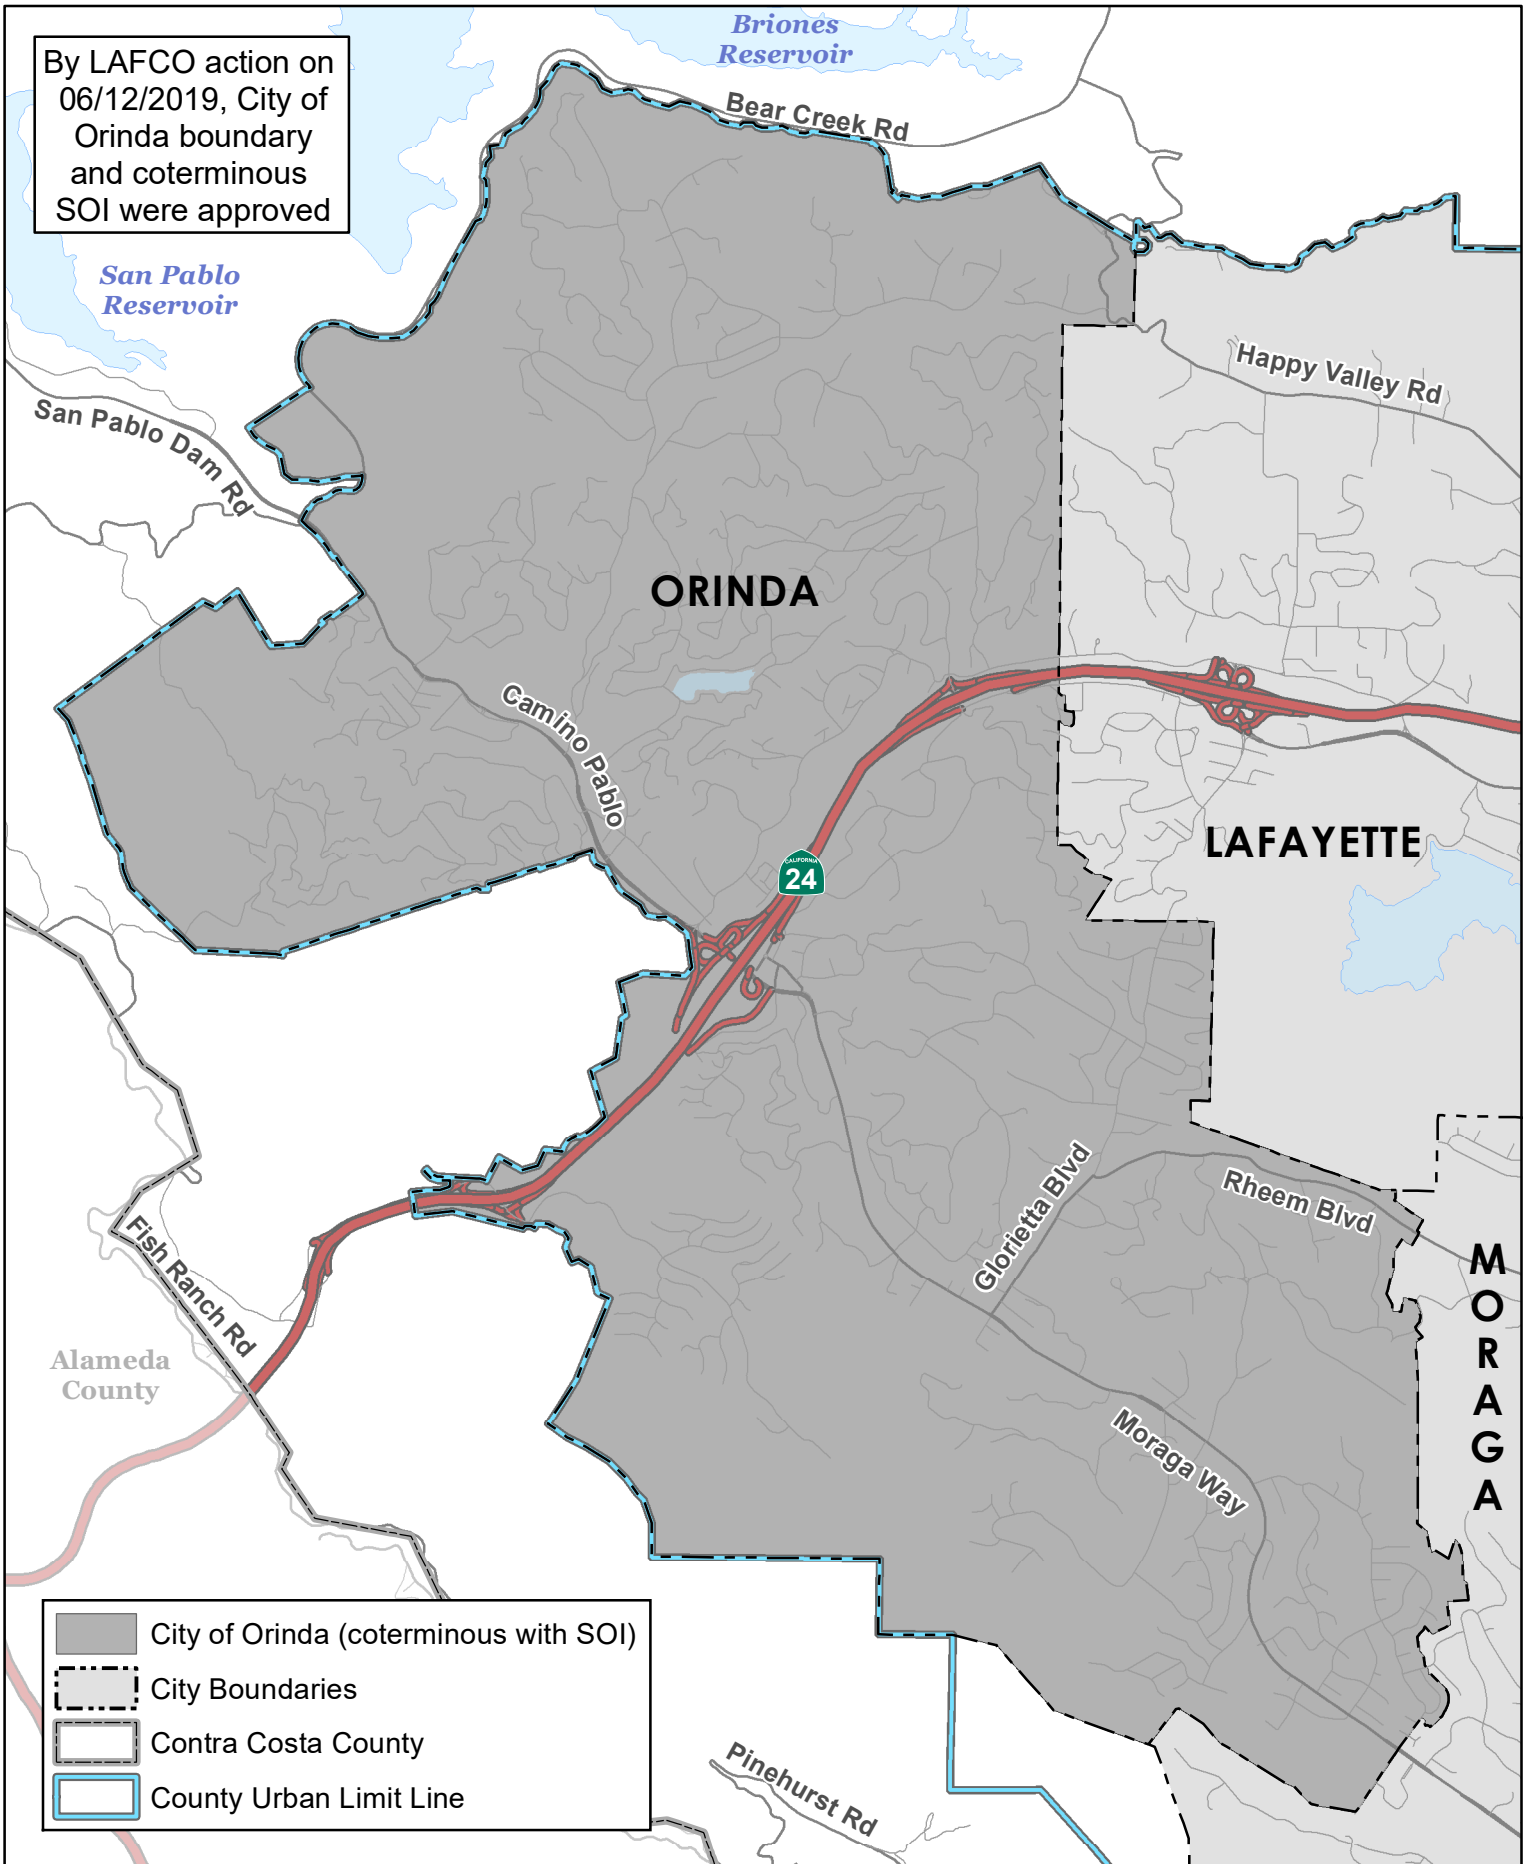 By LAFCO action on
06/12/2019, City of
Orinda boundary
and coterminous
SOI were approved
Briones
Reservoir
Bear Creek Rd
San Pablo
Reservoir
Happy Valley Rd
San Pablo Dam Rd
ORINDA
Camino Pablo
LAFAYETTE
CALIFORNIA
24
Glorietta Blvd
Rheem Blvd
MORAGA
Fish Ranch Rd
Alameda
County
Moraga Way
City of Orinda (coterminous with SOI)
City Boundaries
Contra Costa County
County Urban Limit Line
Pinehurst Rd